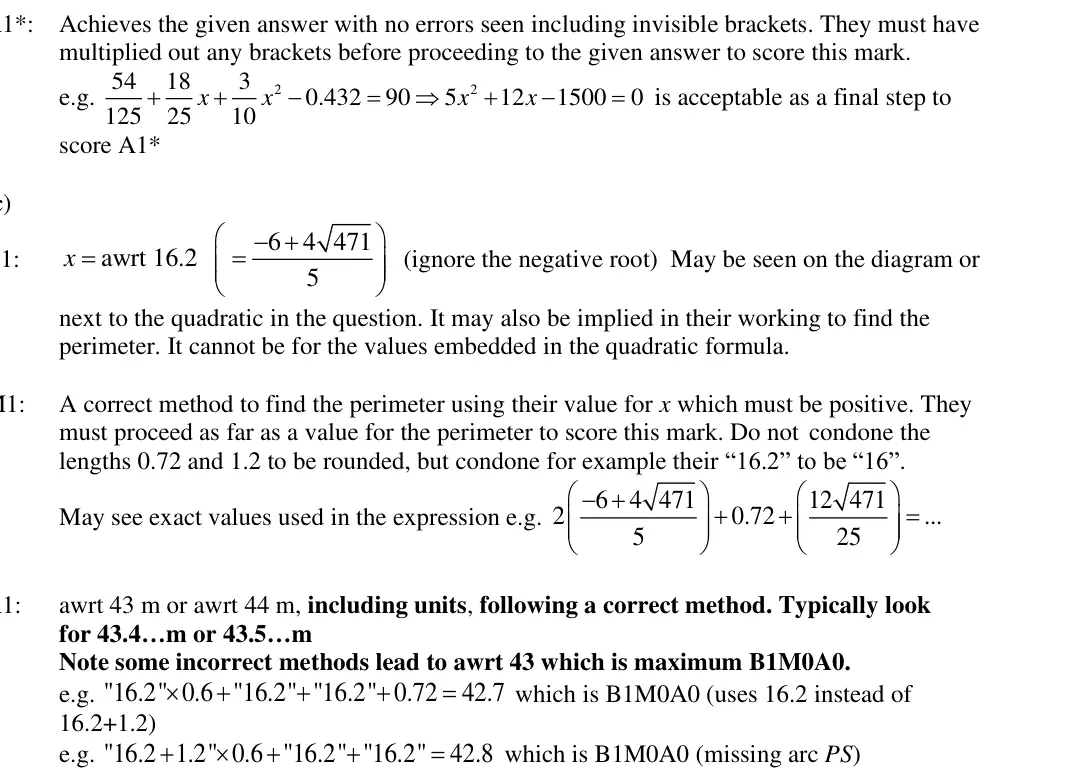 1*: Achieves the given answer with no errors seen including invisible brackets. They must have
multiplied out any brackets before proceeding to the given answer to score this mark.
e.g. 54/125 + 18/25 x + 3/10 x² − 0.432 = 90 ⇒ 5x² + 12x − 1500 = 0 is acceptable as a final step to
score A1*
)
1: x = awrt 16.2 ( = (−6 + 4√471)/5 ) (ignore the negative root) May be seen on the diagram or
next to the quadratic in the question. It may also be implied in their working to find the
perimeter. It cannot be for the values embedded in the quadratic formula.
1: A correct method to find the perimeter using their value for x which must be positive. They
must proceed as far as a value for the perimeter to score this mark. Do not condone the
lengths 0.72 and 1.2 to be rounded, but condone for example their “16.2” to be “16”.
May see exact values used in the expression e.g. 2((−6 + 4√471)/5) + 0.72 + (12√471/25) = ...
1: awrt 43 m or awrt 44 m, including units, following a correct method. Typically look
for 43.4…m or 43.5…m
Note some incorrect methods lead to awrt 43 which is maximum B1M0A0.
e.g. "16.2"×0.6+"16.2"+"16.2"+0.72 = 42.7 which is B1M0A0 (uses 16.2 instead of
16.2+1.2)
e.g. "16.2+1.2"×0.6+"16.2"+"16.2" = 42.8 which is B1M0A0 (missing arc PS)